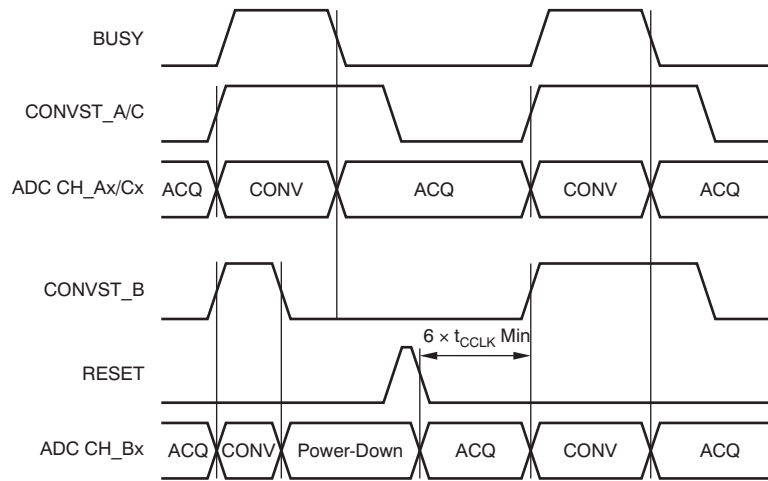 BUSY
CONVST_A/C
ADC CH_Ax/Cx ACQ CONV ACQ CONV ACQ
CONVST_B
6 × tCCLK Min
RESET
ADC CH_Bx ACQ CONV Power-Down ACQ CONV ACQ